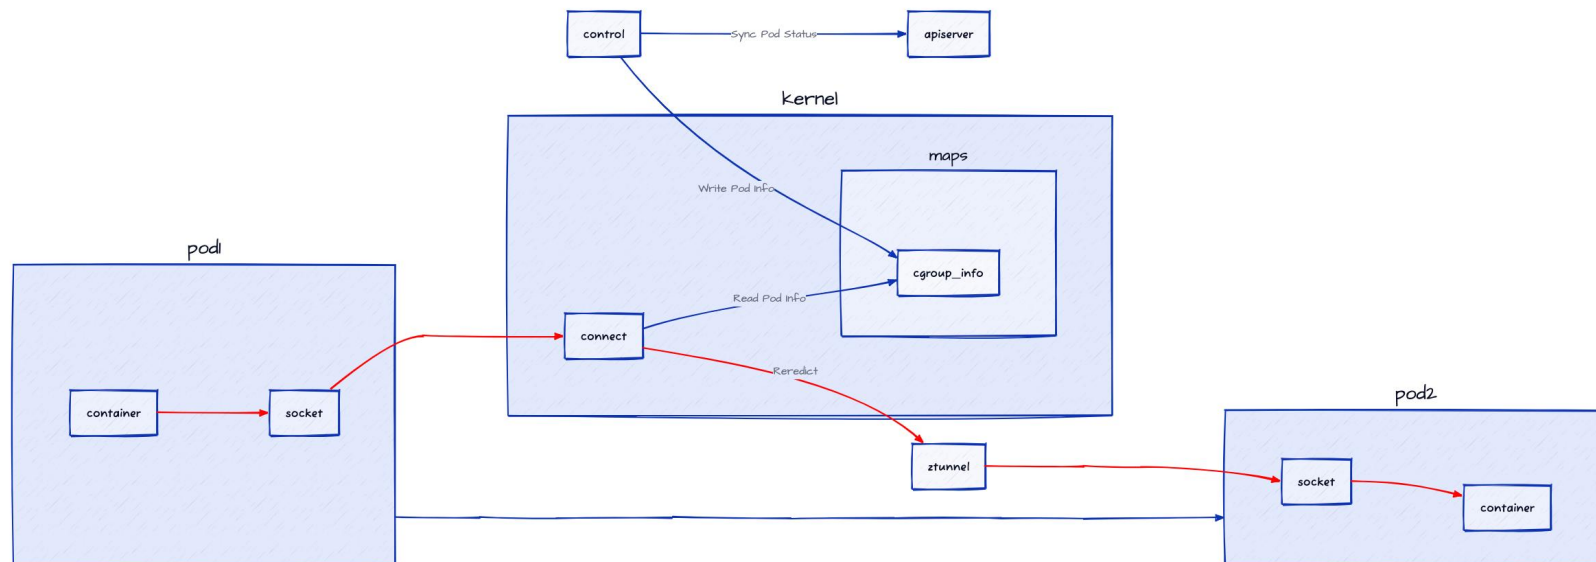 control
Sync Pod Status
apiserver
kernel
maps
Write Pod Info
pod1
cgroup_info
Read Pod Info
connect
Reredict
container
socket
pod2
ztunnel
socket
container